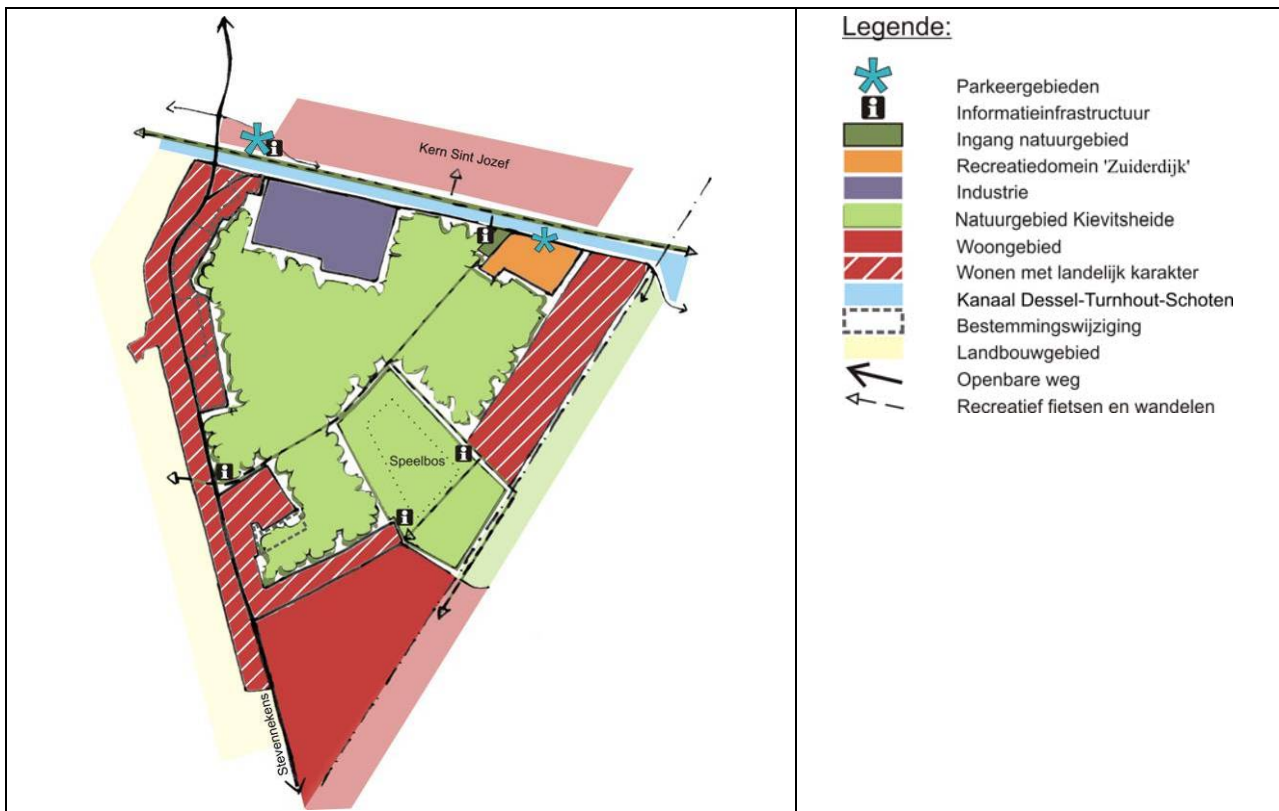 Kern Sint Jozef
Speelbos
Stevennekens
Legende:
Parkeergebieden
i Informatieinfrastructuur
Ingang natuurgebied
Recreatiedomein 'Zuiderdijk'
Industrie
Natuurgebied Kievitsheide
Woongebied
Wonen met landelijk karakter
Kanaal Dessel-Turnhout-Schoten
Bestemmingswijziging
Landbouwgebied
Openbare weg
Recreatief fietsen en wandelen